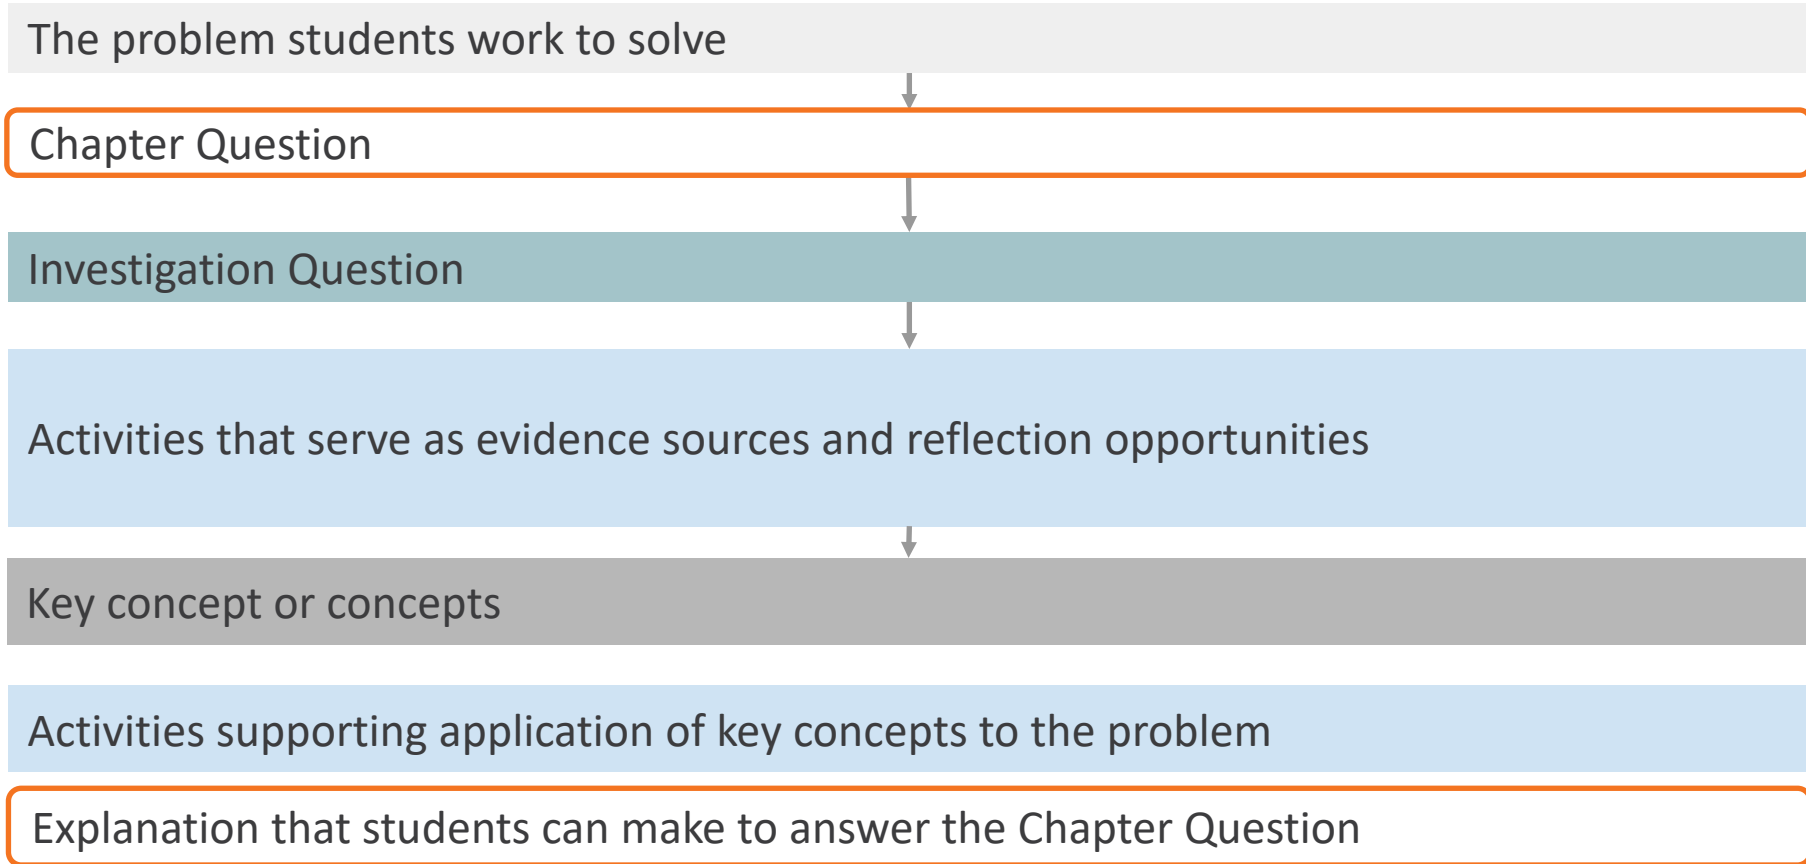 The problem students work to solve
Chapter Question
Investigation Question
Activities that serve as evidence sources and reflection opportunities
Key concept or concepts
Activities supporting application of key concepts to the problem
Explanation that students can make to answer the Chapter Question